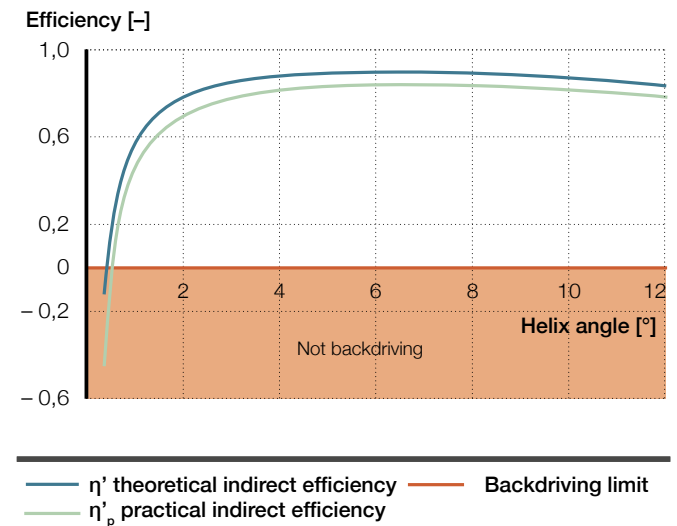 Efficiency [–]
1,0
0,6
0,2
0
2 4 6 8 10 12
– 0,2
Helix angle [°]
Not backdriving
– 0,6
η’ theoretical indirect efficiency
Backdriving limit
η’p practical indirect efficiency